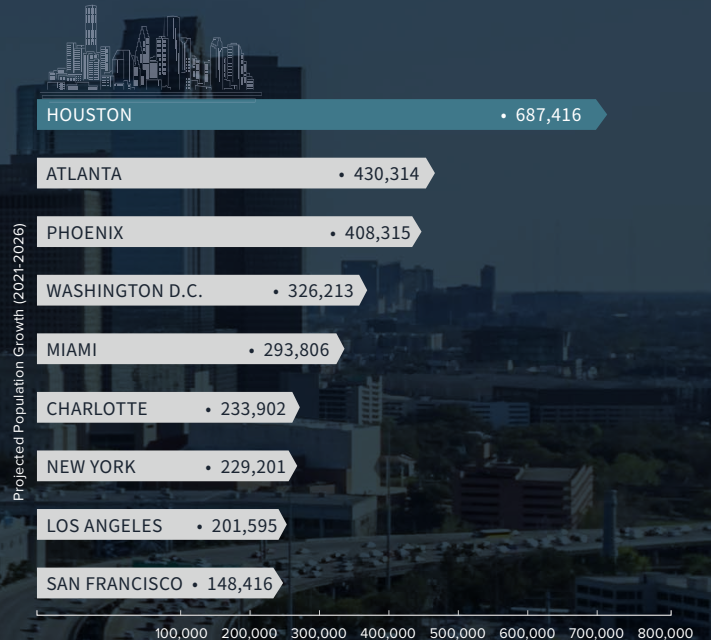 HOUSTON • 687,416
ATLANTA • 430,314
PHOENIX • 408,315
WASHINGTON D.C. • 326,213
MIAMI • 293,806
CHARLOTTE • 233,902
NEW YORK • 229,201
LOS ANGELES • 201,595
SAN FRANCISCO • 148,416
Projected Population Growth (2021-2026)
100,000 200,000 300,000 400,000 500,000 600,000 700,000 800,000